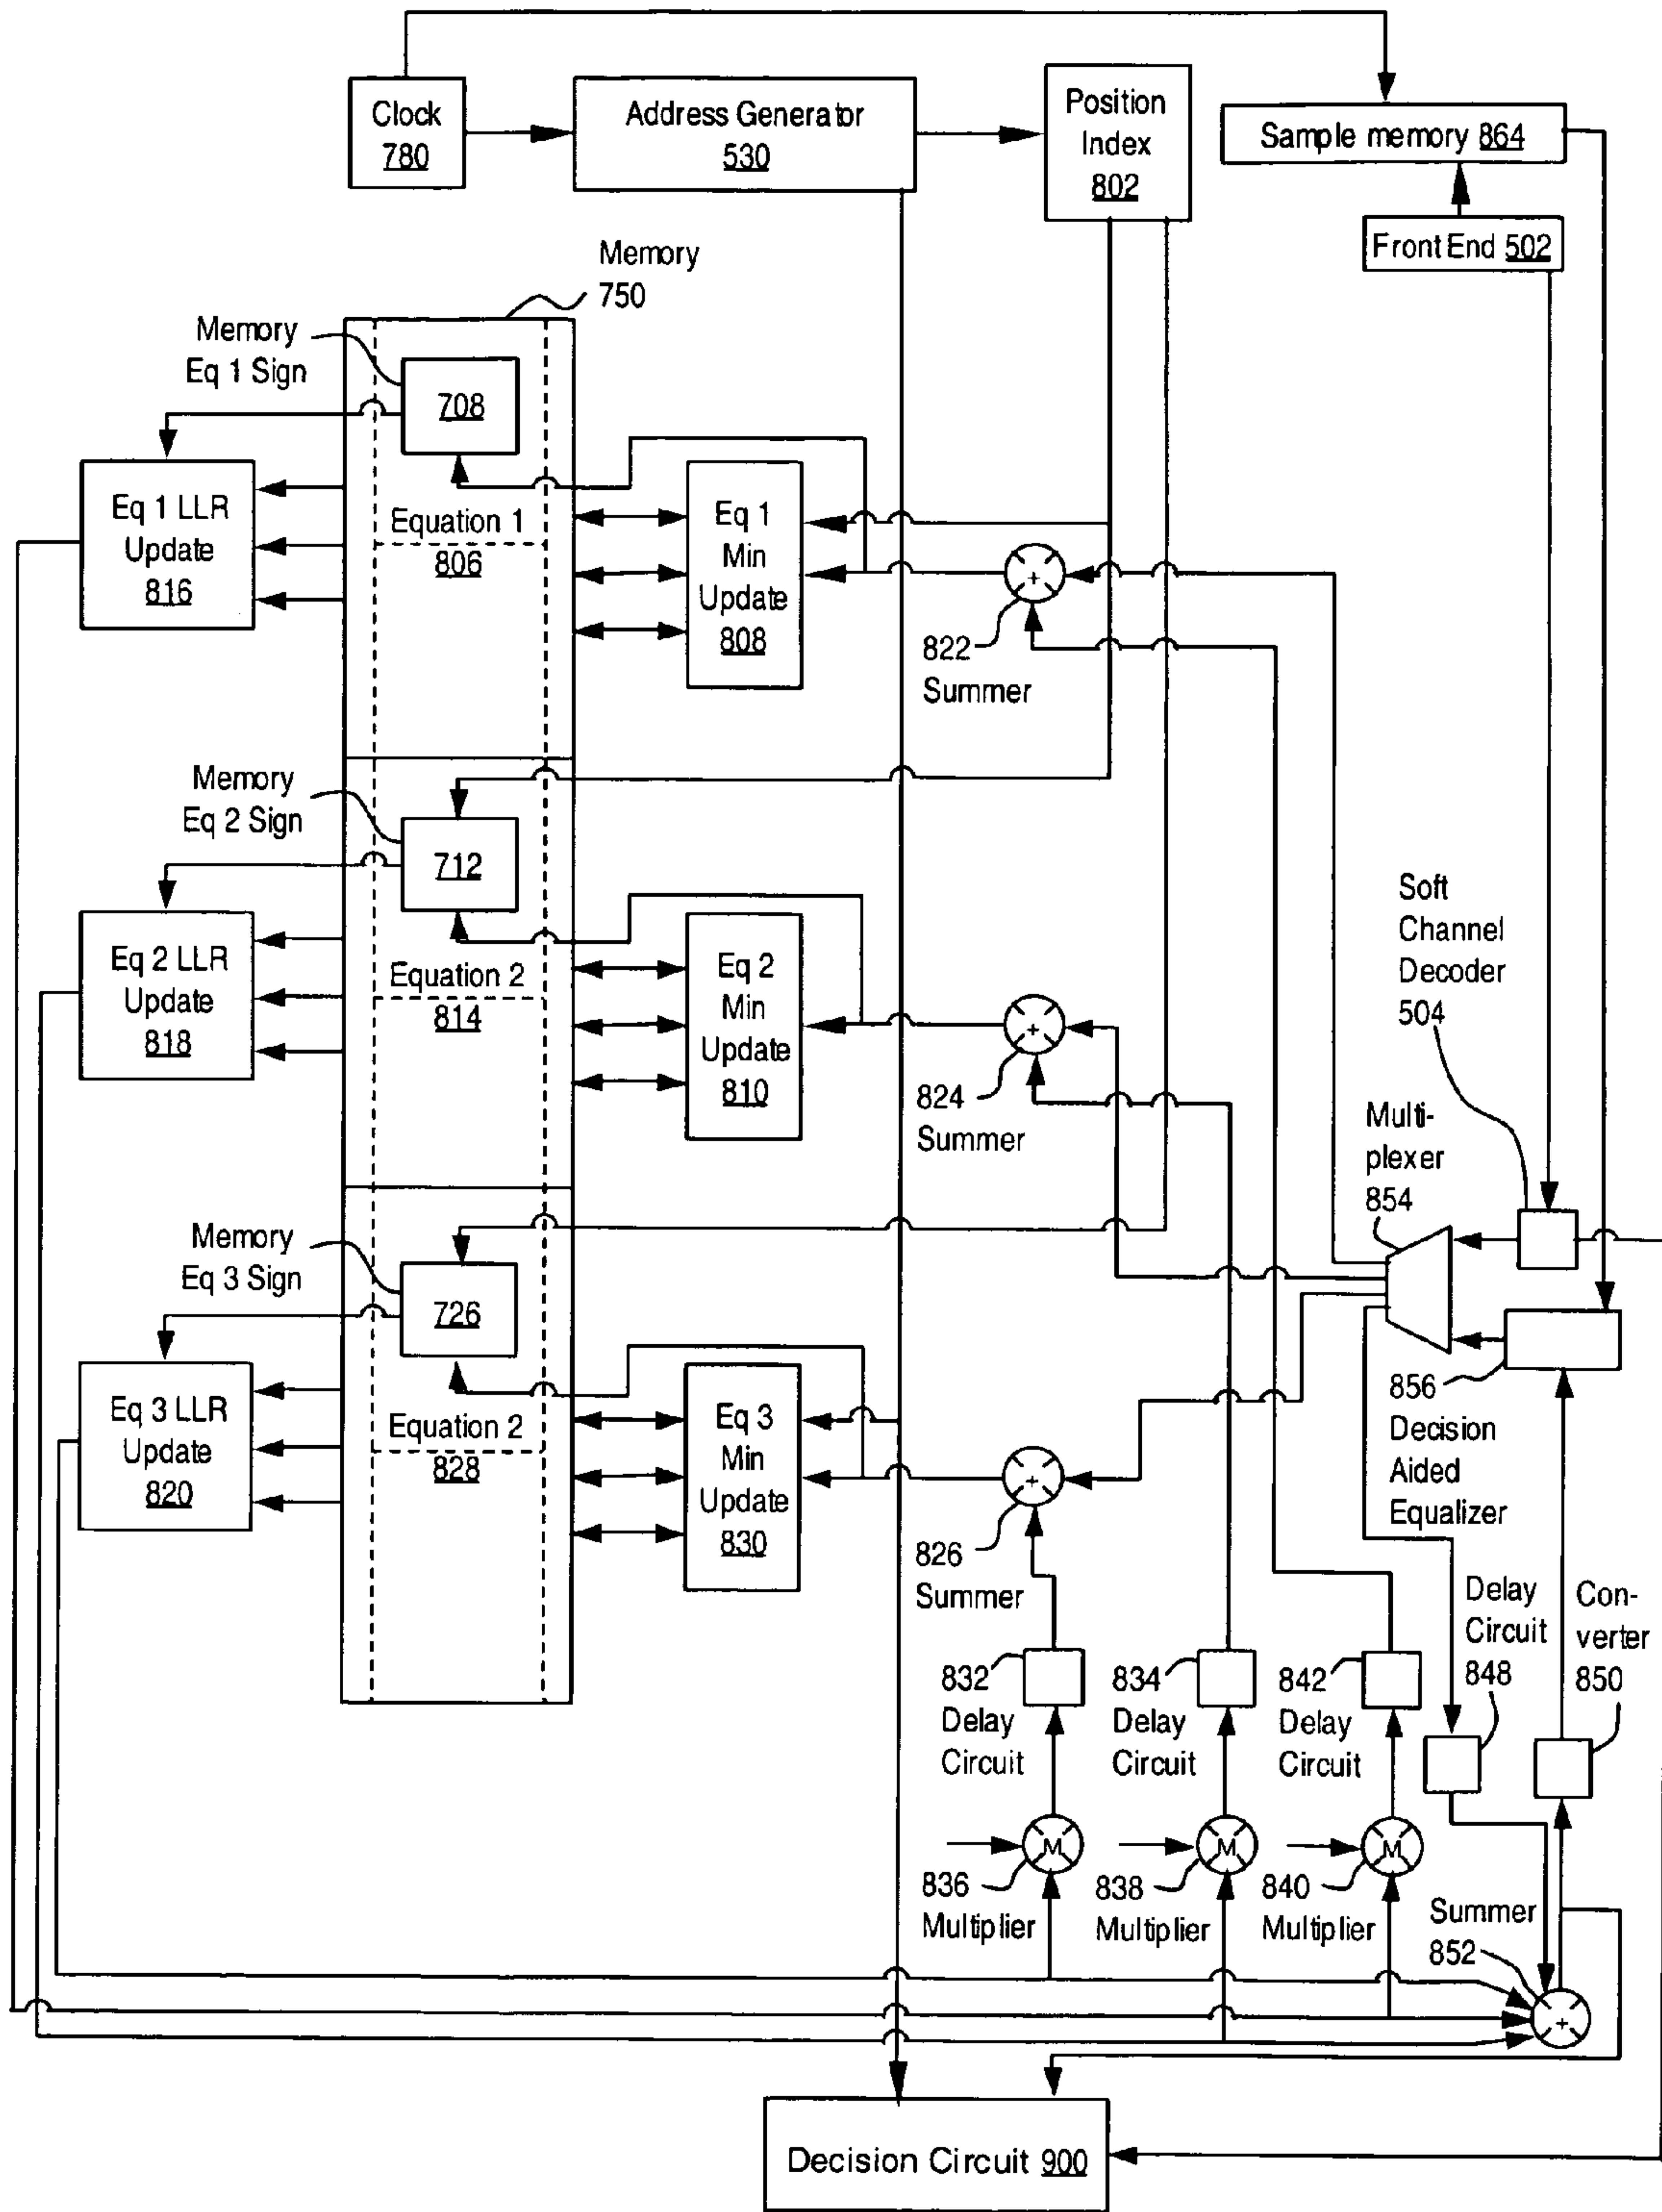 Clock
780
Address Generator
530
Position
Index
802
Sample memory 864
Front End 502
Memory
750
Memory
Eq 1 Sign
708
Eq 1 LLR
Update
816
Equation 1
806
Eq 1
Min
Update
808
+
822
Summer
Memory
Eq 2 Sign
712
Eq 2 LLR
Update
818
Equation 2
814
Eq 2
Min
Update
810
+
824
Summer
Soft
Channel
Decoder
504
Multi-
plexer
854
Memory
Eq 3 Sign
726
Eq 3 LLR
Update
820
Equation 2
828
Eq 3
Min
Update
830
+
826
Summer
856
Decision
Aided
Equalizer
832
Delay
Circuit
834
Delay
Circuit
842
Delay
Circuit
Delay
Circuit
848
Con-
verter
850
M
836
Multiplier
M
838
Multiplier
M
840
Multiplier
Summer
852
+
Decision Circuit 900